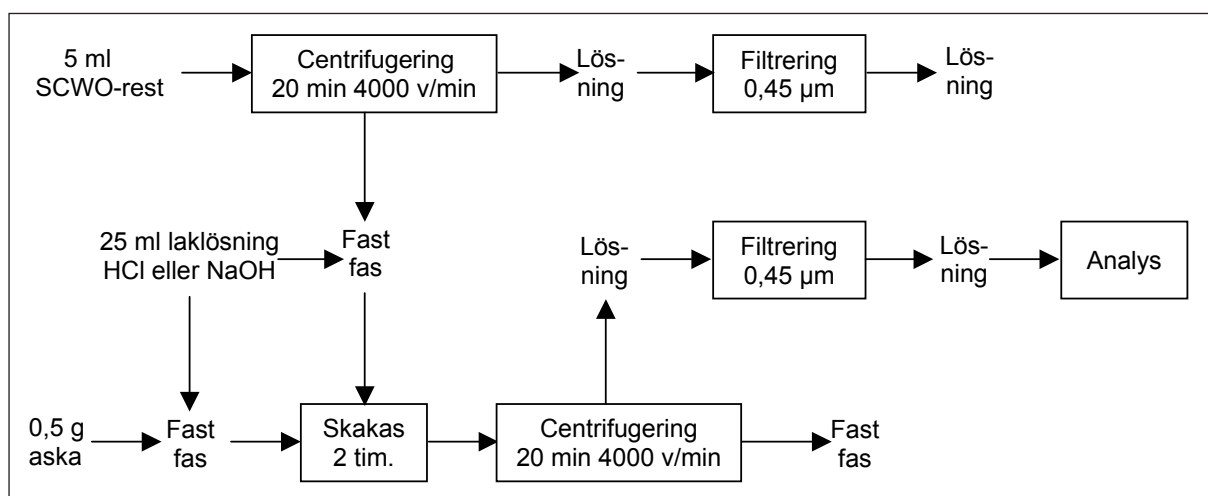 5 ml
SCWO-rest
Centrifugering
20 min 4000 v/min
Lös-
ning
Filtrering
0,45 µm
Lös-
ning
25 ml laklösning
HCl eller NaOH
Fast
fas
Lös-
ning
Filtrering
0,45 µm
Lös-
ning
Analys
0,5 g
aska
Fast
fas
Skakas
2 tim.
Centrifugering
20 min 4000 v/min
Fast
fas